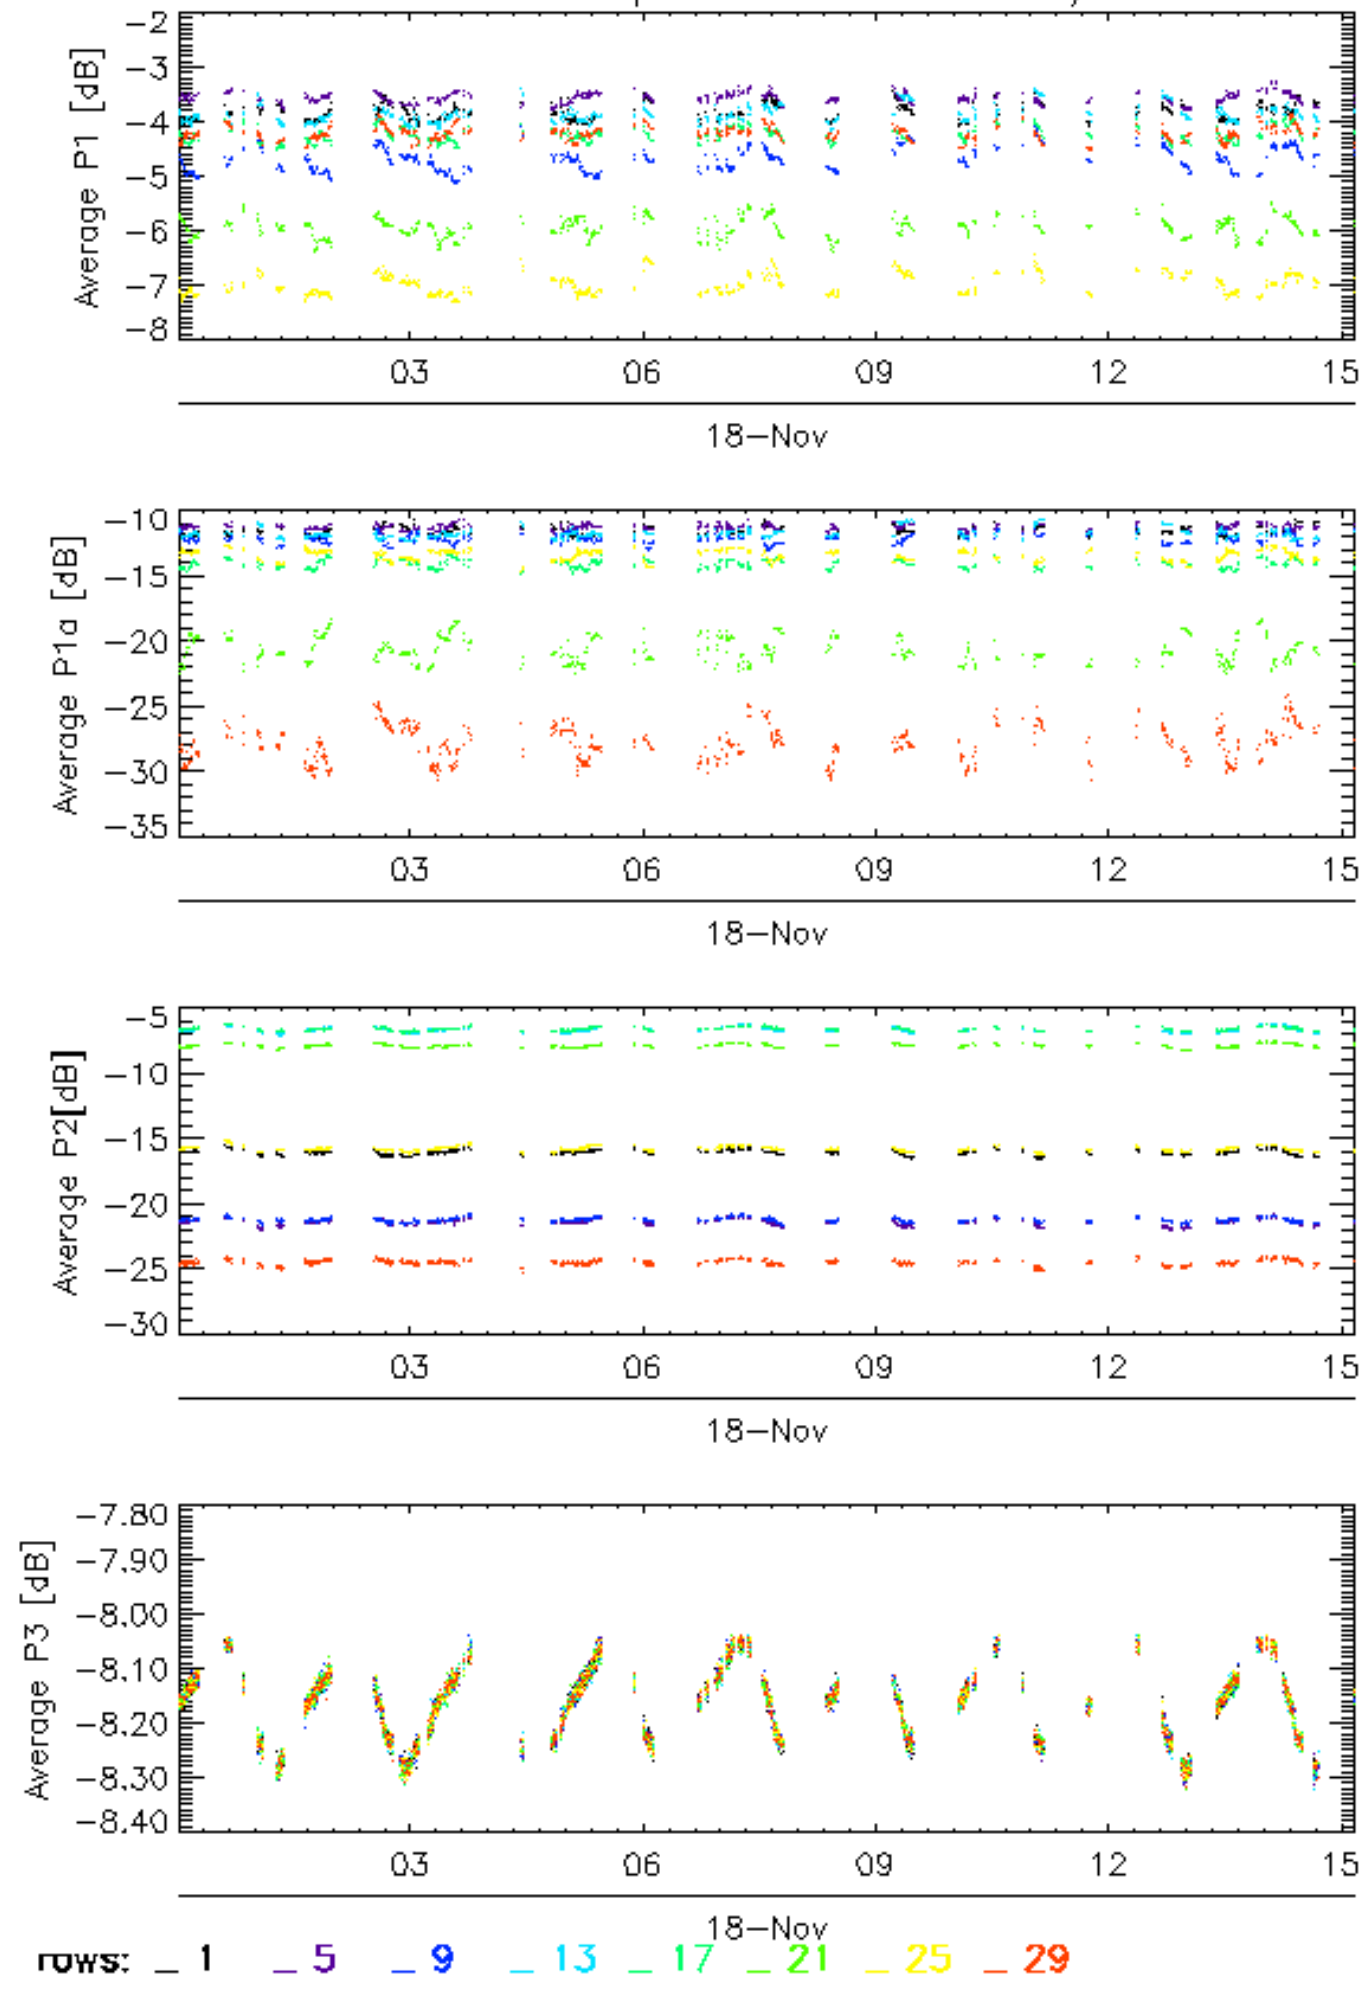 -2
-3
-4
-5
-6
-7
-8
Average P1 [dB]
03 06 09 12 15
18-Nov
-10
-15
-20
-25
-30
-35
Average P1a [dB]
03 06 09 12 15
18-Nov
-5
-10
-15
-20
-25
-30
Average P2[dB]
03 06 09 12 15
18-Nov
-7.80
-7.90
-8.00
-8.10
-8.20
-8.30
-8.40
Average P3 [dB]
03 06 09 12 15
18-Nov
rows: _ 1 _ 5 _ 9 _ 13 _ 17 _ 21 _ 25 _ 29